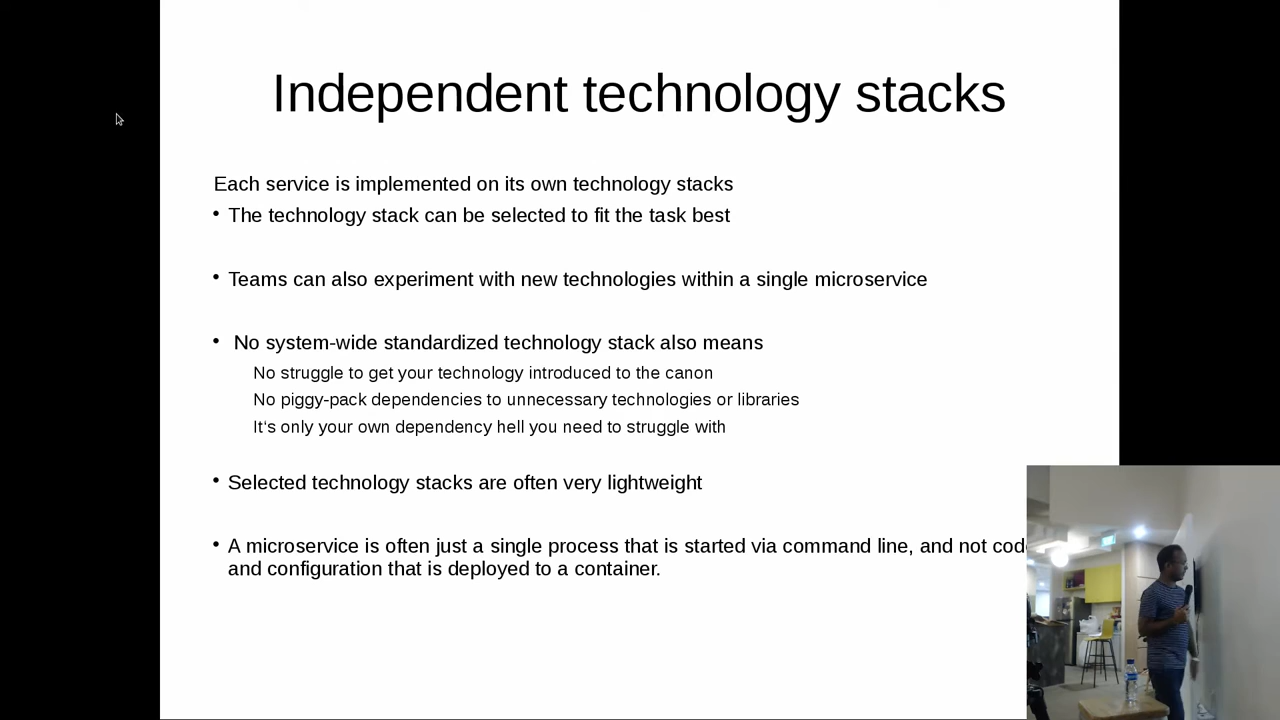 Independent technology stacks
Each service is implemented on its own technology stacks
• The technology stack can be selected to fit the task best
• Teams can also experiment with new technologies within a single microservice
• No system-wide standardized technology stack also means
No struggle to get your technology introduced to the canon
No piggy-pack dependencies to unnecessary technologies or libraries
It‘s only your own dependency hell you need to struggle with
• Selected technology stacks are often very lightweight
• A microservice is often just a single process that is started via command line, and not cod
and configuration that is deployed to a container.